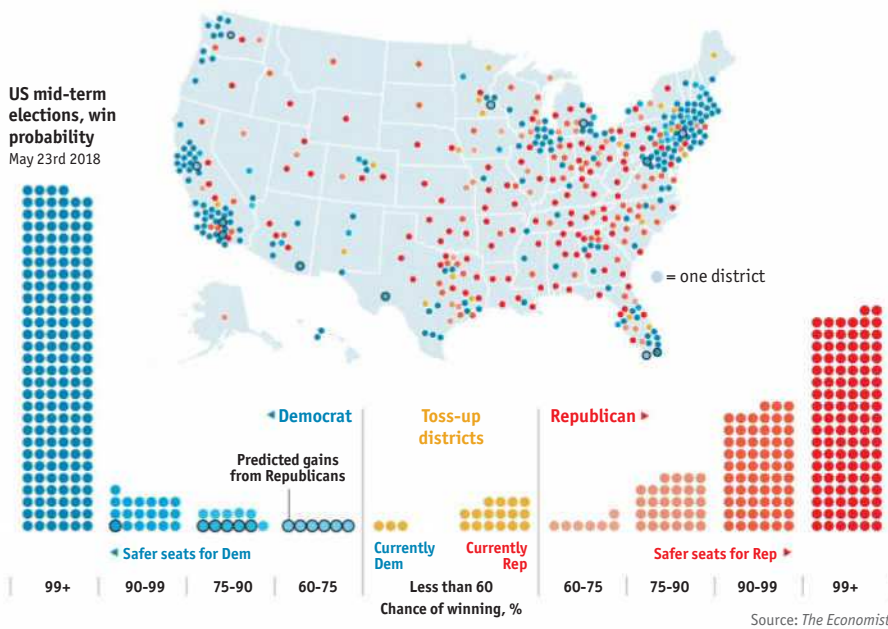 US mid-term
elections, win
probability
May 23rd 2018
= one district
◄ Democrat
Toss-up
districts
Republican ►
Predicted gains
from Republicans
◄ Safer seats for Dem
Currently
Dem
Currently
Rep
Safer seats for Rep ►
99+
90-99
75-90
60-75
Less than 60
60-75
75-90
90-99
99+
Chance of winning, %
Source: The Economist